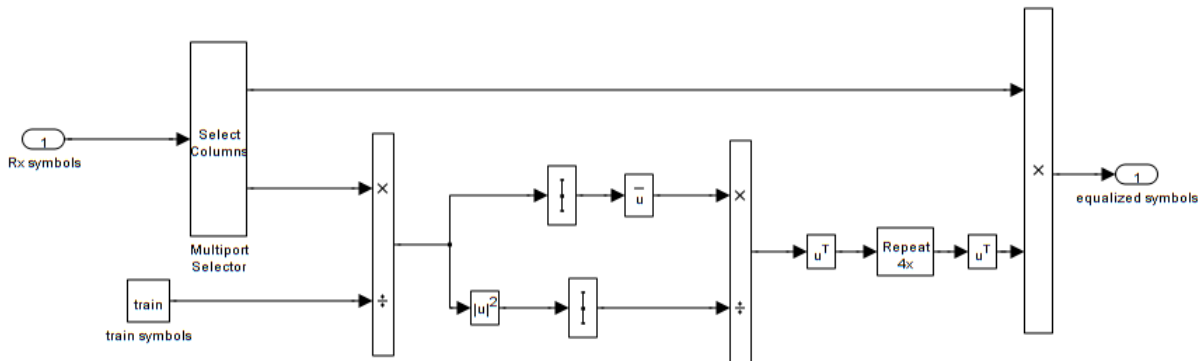 1
Rx symbols
Select
Columns
Multiport
Selector
train
train symbols
×
÷
|u|²
u̅
×
÷
uᵀ
Repeat
4x
uᵀ
×
1
equalized symbols